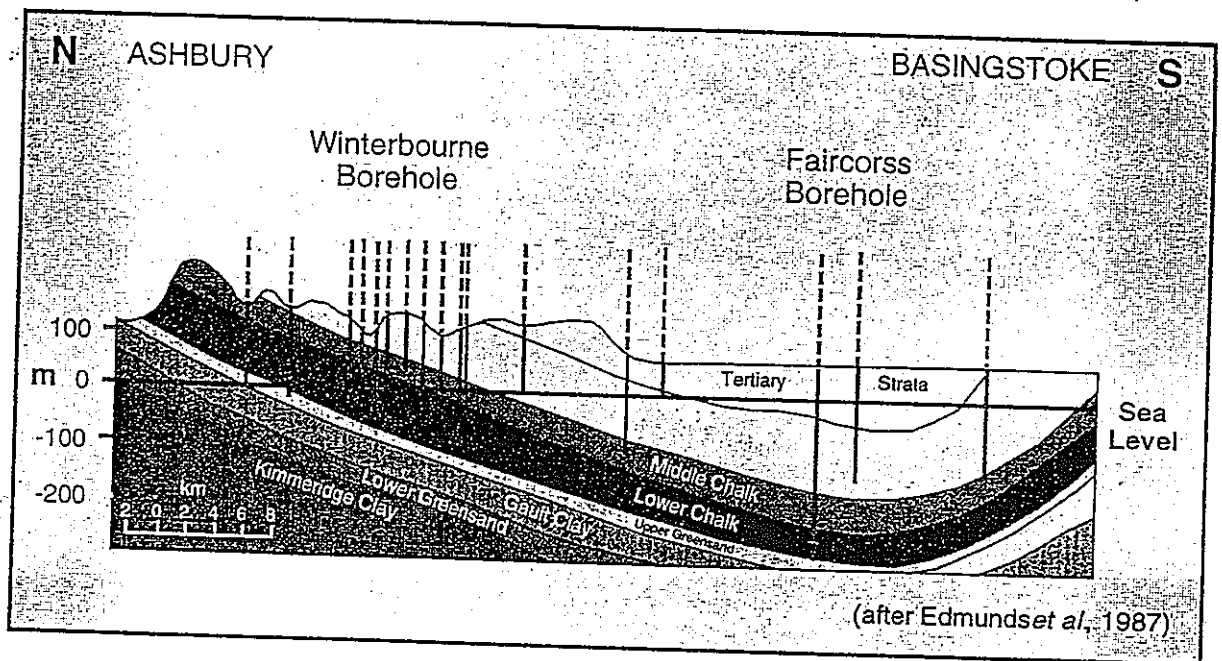 N ASHBURY
BASINGSTOKE S
Winterbourne
Borehole
Faircorss
Borehole
100
m 0
-100
-200
Tertiary Strata
Sea
Level
Middle Chalk
Lower Chalk
Upper Greensand
Gault Clay
Lower Greensand
Kimmeridge Clay
km
2 0 2 4 6 8
(after Edmundset al, 1987)